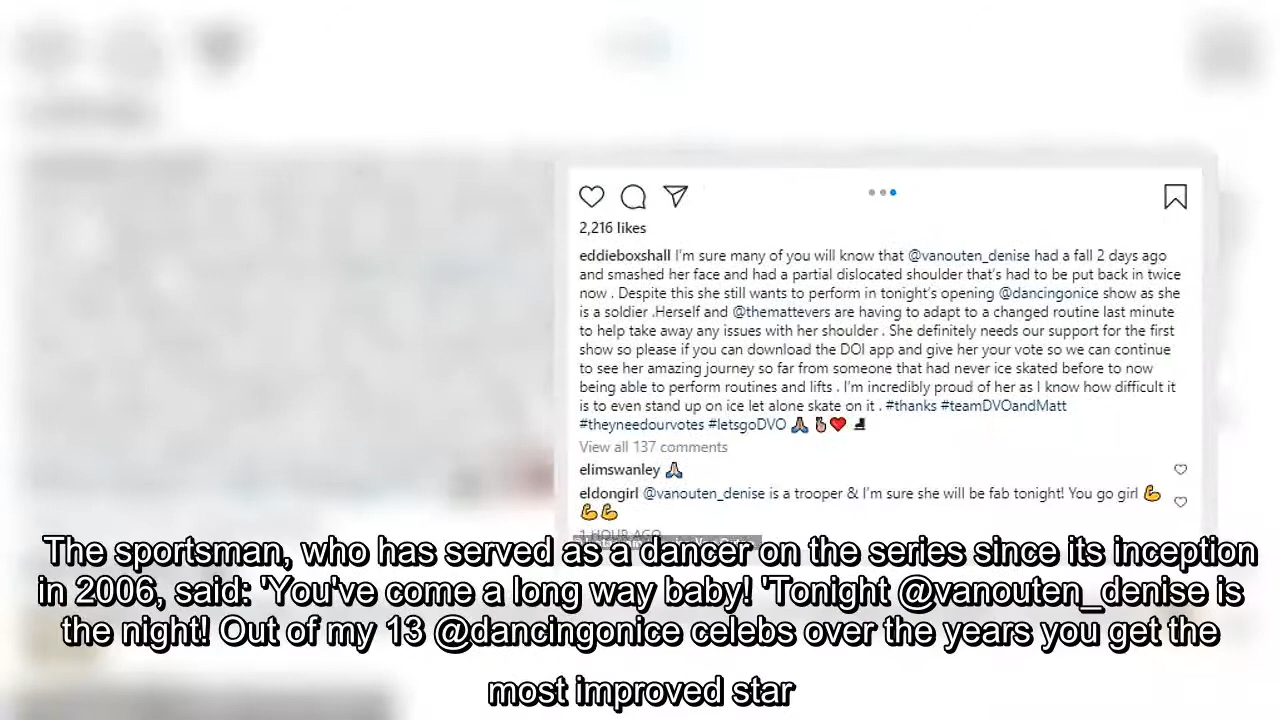 2,216 likes
eddieboxshall I'm sure many of you will know that @vanouten_denise had a fall 2 days ago
and smashed her face and had a partial dislocated shoulder that's had to be put back in twice
now . Despite this she still wants to perform in tonight's opening @dancingonice show as she
is a soldier .Herself and @themattevers are having to adapt to a changed routine last minute
to help take away any issues with her shoulder . She definitely needs our support for the first
show so please if you can download the DOI app and give her your vote so we can continue
to see her amazing journey so far from someone that had never ice skated before to now
being able to perform routines and lifts . I'm incredibly proud of her as I know how difficult it
is to even stand up on ice let alone skate on it . #thanks #teamDVOandMatt
#theyneedourvotes #letsgoDVO 🙏🏼 ✌🏼❤️ ⛸
View all 137 comments
elimswanley 🙏🏼
eldongirl @vanouten_denise is a trooper & I'm sure she will be fab tonight! You go girl 💪
💪💪
1 HOUR AGO
The sportsman, who has served as a dancer on the series since its inception
in 2006, said: 'You've come a long way baby! 'Tonight @vanouten_denise is
the night! Out of my 13 @dancingonice celebs over the years you get the
most improved star